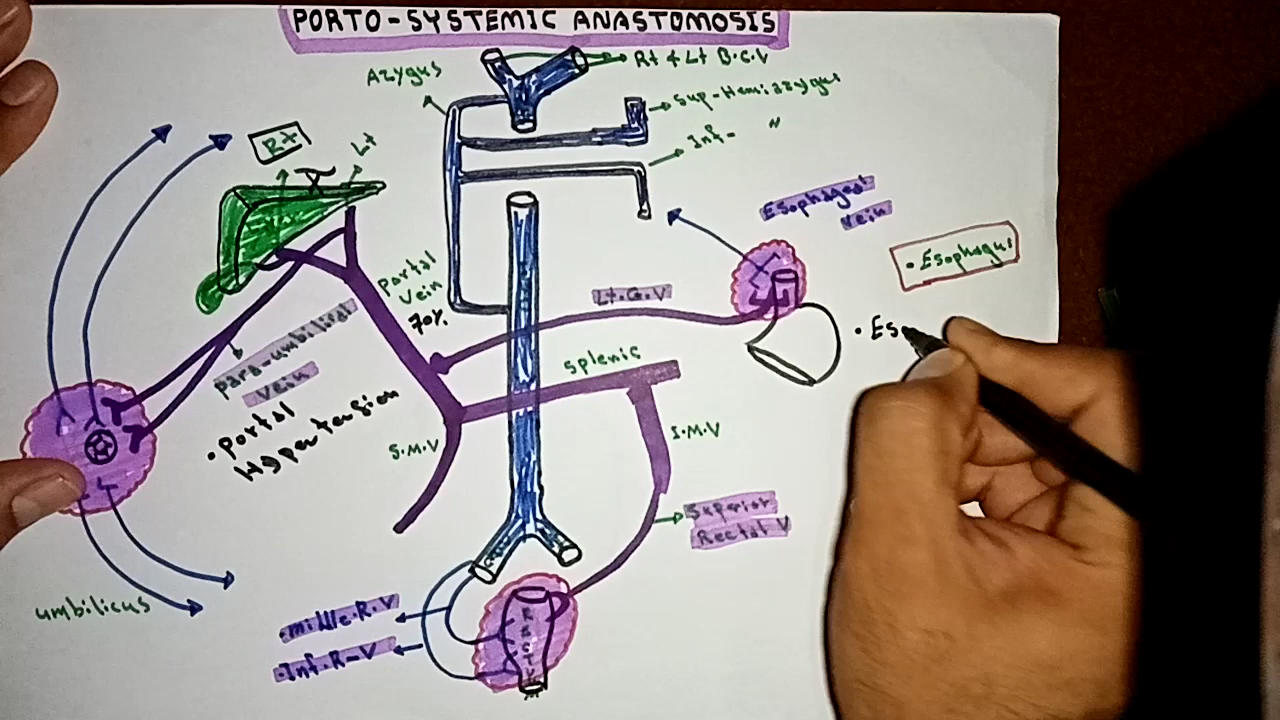 PORTO-SYSTEMIC ANASTOMOSIS
Rt & Lt B.C.V
Azygus
Sup-Hemiazygus
Inf- "
Rt
Lt
Esophageal
Vein
• Esophagus
Portal
Vein
70%
Lt.G.V
• Es
para-umbilical
Vein
splenic
• Portal
Hypertension
S.M.V
I.M.V
Superior
Rectal V
umbilicus
• middle.R.V
• Inf.R-V